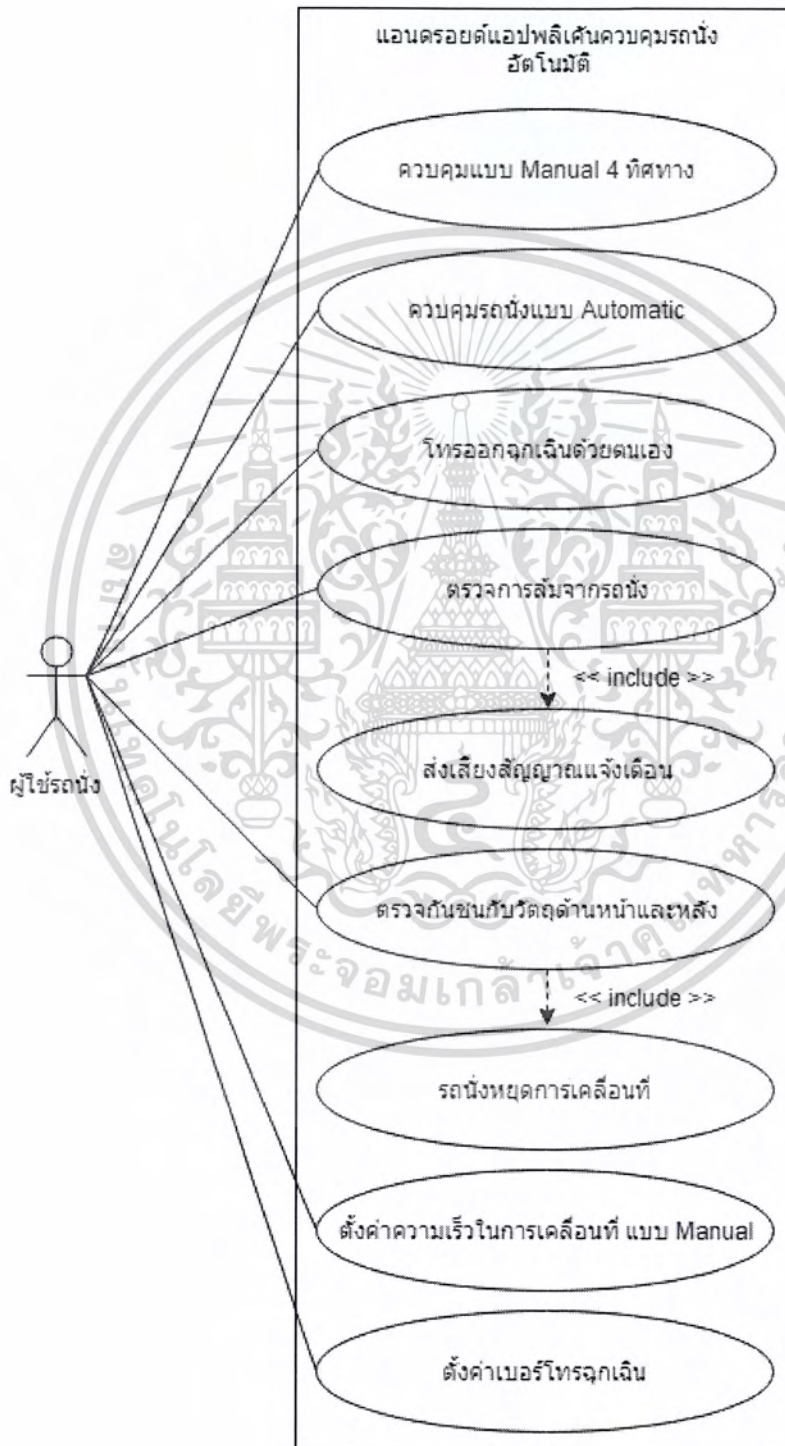 แอนดรอยด์แอปพลิเคันควบคุมรถนั่ง
อัตโนมัติ
ควบคุมแบบ Manual 4 ทิศทาง
ควบคุมรถนั่งแบบ Automatic
โทรออกฉุกเฉินด้วยตนเอง
ตรวจการล้มจากรถนั่ง
<< include >>
ส่งเสียงสัญญาณแจ้งเตือน
ผู้ใช้รถนั่ง
ตรวจกันชนกับวัตถุด้านหน้าและหลัง
<< include >>
รถนั่งหยุดการเคลื่อนที่
ตั้งค่าความเร็วในการเคลื่อนที่ แบบ Manual
ตั้งค่าเบอร์โทรฉุกเฉิน